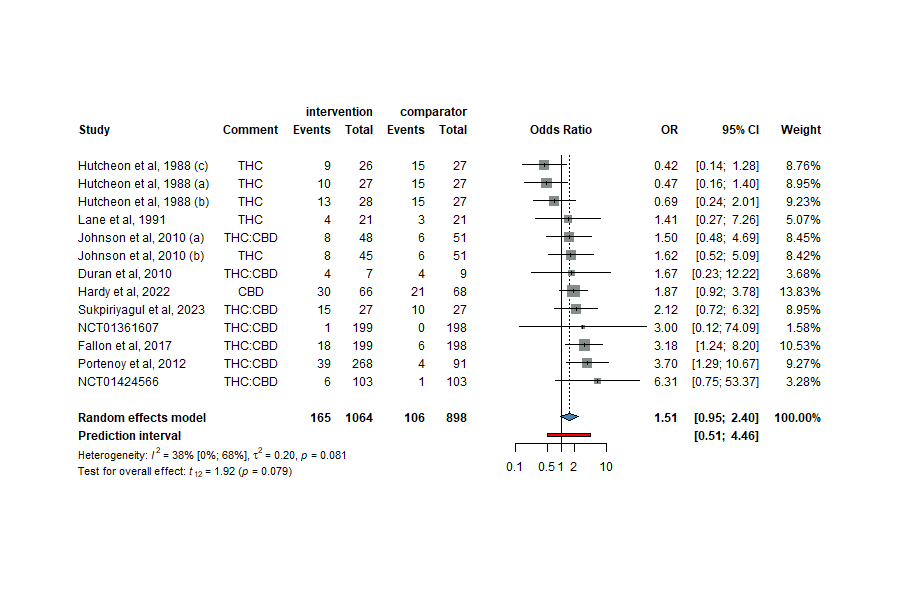 intervention comparator
Study Comment Events Total Events Total Odds Ratio OR 95% CI Weight
Hutcheon et al, 1988 (c) THC 9 26 15 27 0.42 [0.14; 1.28] 8.76%
Hutcheon et al, 1988 (a) THC 10 27 15 27 0.47 [0.16; 1.40] 8.95%
Hutcheon et al, 1988 (b) THC 13 28 15 27 0.69 [0.24; 2.01] 9.23%
Lane et al, 1991 THC 4 21 3 21 1.41 [0.27; 7.26] 5.07%
Johnson et al, 2010 (a) THC:CBD 8 48 6 51 1.50 [0.48; 4.69] 8.45%
Johnson et al, 2010 (b) THC 8 45 6 51 1.62 [0.52; 5.09] 8.42%
Duran et al, 2010 THC:CBD 4 7 4 9 1.67 [0.23; 12.22] 3.68%
Hardy et al, 2022 CBD 30 66 21 68 1.87 [0.92; 3.78] 13.83%
Sukpiriyagul et al, 2023 THC:CBD 15 27 10 27 2.12 [0.72; 6.32] 8.26%
NCT01361607 THC:CBD 1 199 0 198 3.00 [0.12; 74.09] 1.58%
Fallon et al, 2017 THC:CBD 18 199 6 198 3.18 [1.24; 8.20] 10.53%
Portenoy et al, 2012 THC:CBD 39 268 4 91 3.70 [1.29; 10.67] 9.27%
NCT01424566 THC:CBD 6 103 1 103 6.31 [0.75; 53.37] 3.28%
Random effects model 165 1064 106 898 1.51 [0.95; 2.40] 100.00%
Prediction interval [0.51; 4.46]
Heterogeneity: I² = 38% [0%; 68%], τ² = 0.20, p = 0.081
Test for overall effect: t₁₂ = 1.92 (p = 0.079)
0.1 0.5 1 2 10